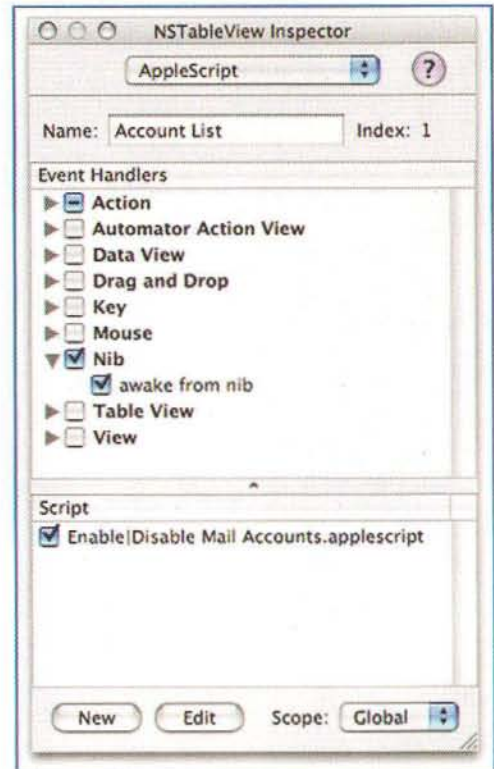 NSTableView Inspector
AppleScript
?
Name: Account List Index: 1
Event Handlers
Action
Automator Action View
Data View
Drag and Drop
Key
Mouse
Nib
awake from nib
Table View
View
Script
Enable|Disable Mail Accounts.applescript
New Edit Scope: Global